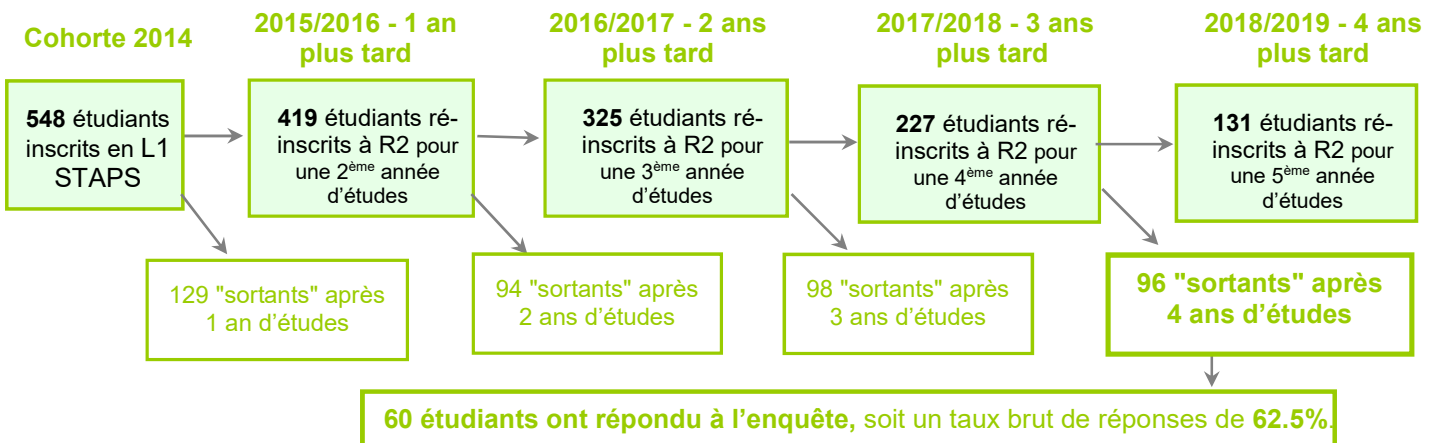 Cohorte 2014
2015/2016 - 1 an
plus tard
2016/2017 - 2 ans
plus tard
2017/2018 - 3 ans
plus tard
2018/2019 - 4 ans
plus tard
548 étudiants
inscrits en L1
STAPS
419 étudiants ré-
inscrits à R2 pour
une 2ème année
d’études
325 étudiants ré-
inscrits à R2 pour
une 3ème année
d’études
227 étudiants ré-
inscrits à R2 pour
une 4ème année
d’études
131 étudiants ré-
inscrits à R2 pour
une 5ème année
d’études
129 "sortants" après
1 an d’études
94 "sortants" après
2 ans d’études
98 "sortants" après
3 ans d’études
96 "sortants" après
4 ans d’études
60 étudiants ont répondu à l’enquête, soit un taux brut de réponses de 62.5%.